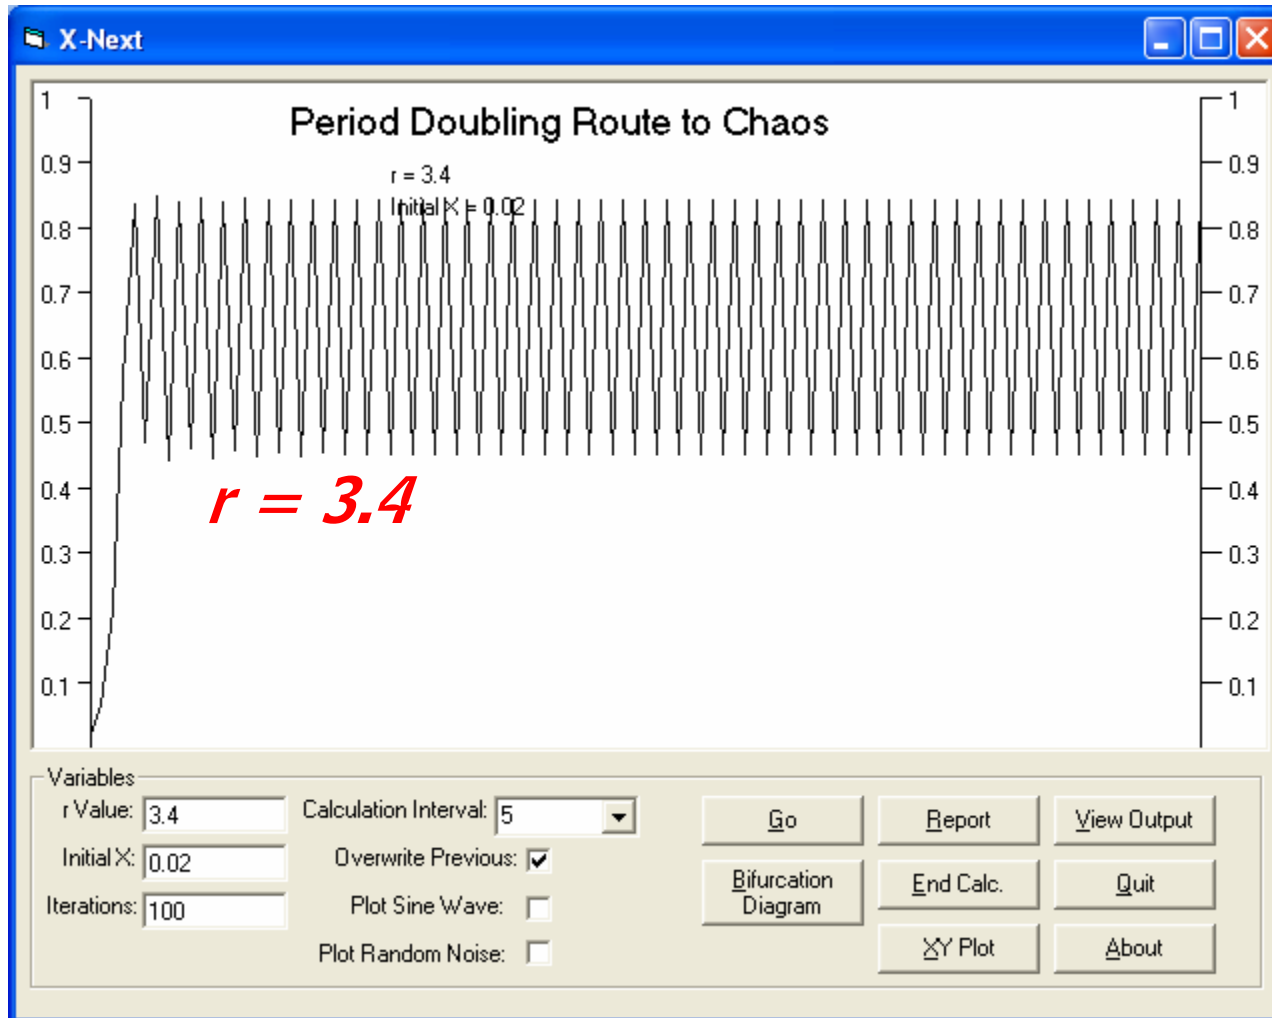 X-Next
Period Doubling Route to Chaos
r = 3.4
Initial X = 0.02
1
0.9
0.8
0.7
0.6
0.5
0.4
0.3
0.2
0.1
1
0.9
0.8
0.7
0.6
0.5
0.4
0.3
0.2
0.1
r = 3.4
Variables
r Value: 3.4
Initial X: 0.02
Iterations: 100
Calculation Interval: 5
Overwrite Previous:
Plot Sine Wave:
Plot Random Noise:
Go
Report
View Output
Bifurcation
Diagram
End Calc.
Quit
XY Plot
About